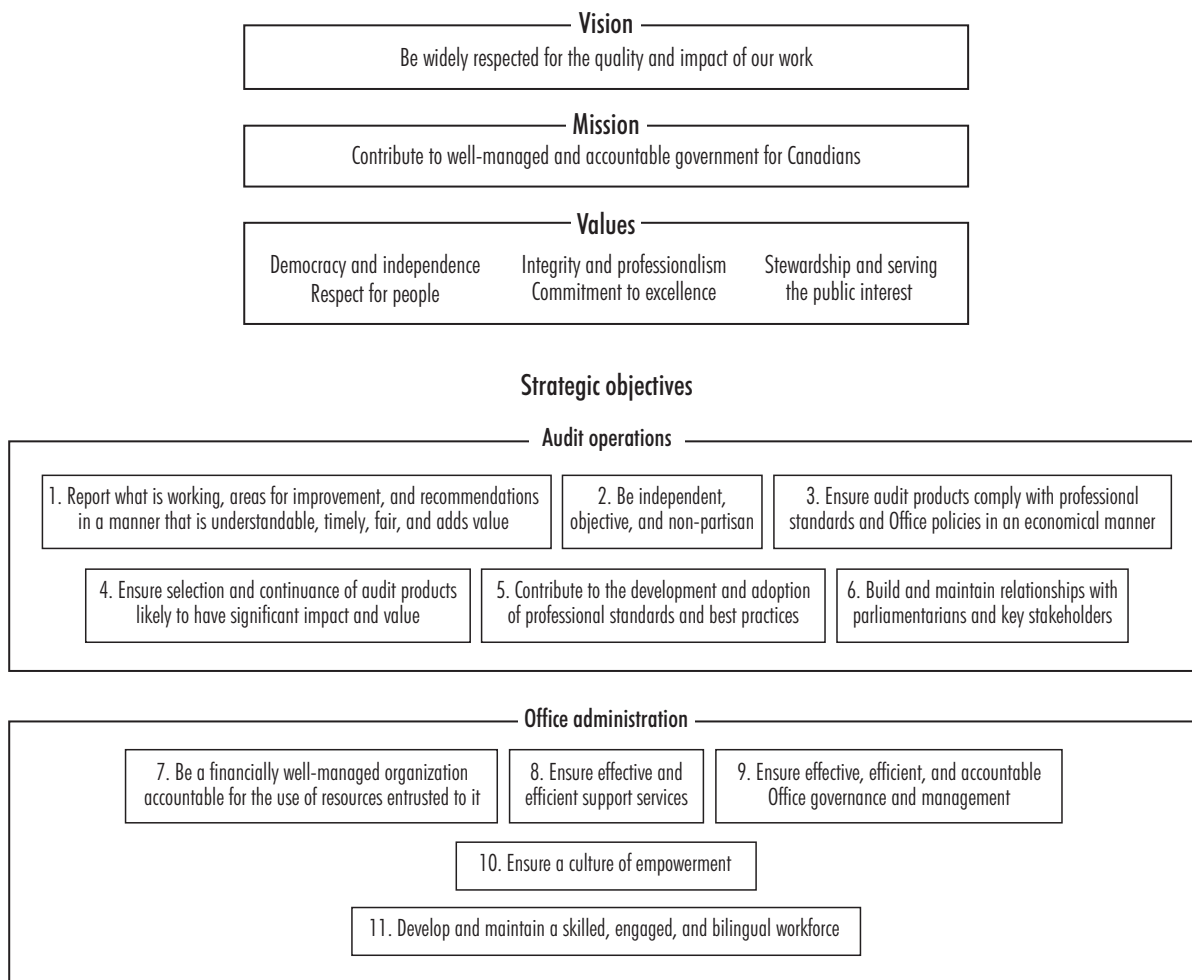 Vision
Be widely respected for the quality and impact of our work
Mission
Contribute to well-managed and accountable government for Canadians
Values
Democracy and independence
Respect for people
Integrity and professionalism
Commitment to excellence
Stewardship and serving
the public interest
Strategic objectives
Audit operations
1. Report what is working, areas for improvement, and recommendations
in a manner that is understandable, timely, fair, and adds value
2. Be independent,
objective, and non-partisan
3. Ensure audit products comply with professional
standards and Office policies in an economical manner
4. Ensure selection and continuance of audit products
likely to have significant impact and value
5. Contribute to the development and adoption
of professional standards and best practices
6. Build and maintain relationships with
parliamentarians and key stakeholders
Office administration
7. Be a financially well-managed organization
accountable for the use of resources entrusted to it
8. Ensure effective and
efficient support services
9. Ensure effective, efficient, and accountable
Office governance and management
10. Ensure a culture of empowerment
11. Develop and maintain a skilled, engaged, and bilingual workforce